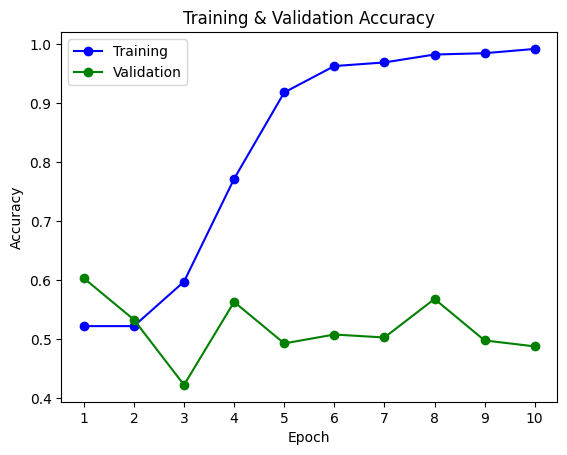 Training & Validation Accuracy
Training
Validation
Accuracy
1.0
0.9
0.8
0.7
0.6
0.5
0.4
1 2 3 4 5 6 7 8 9 10
Epoch